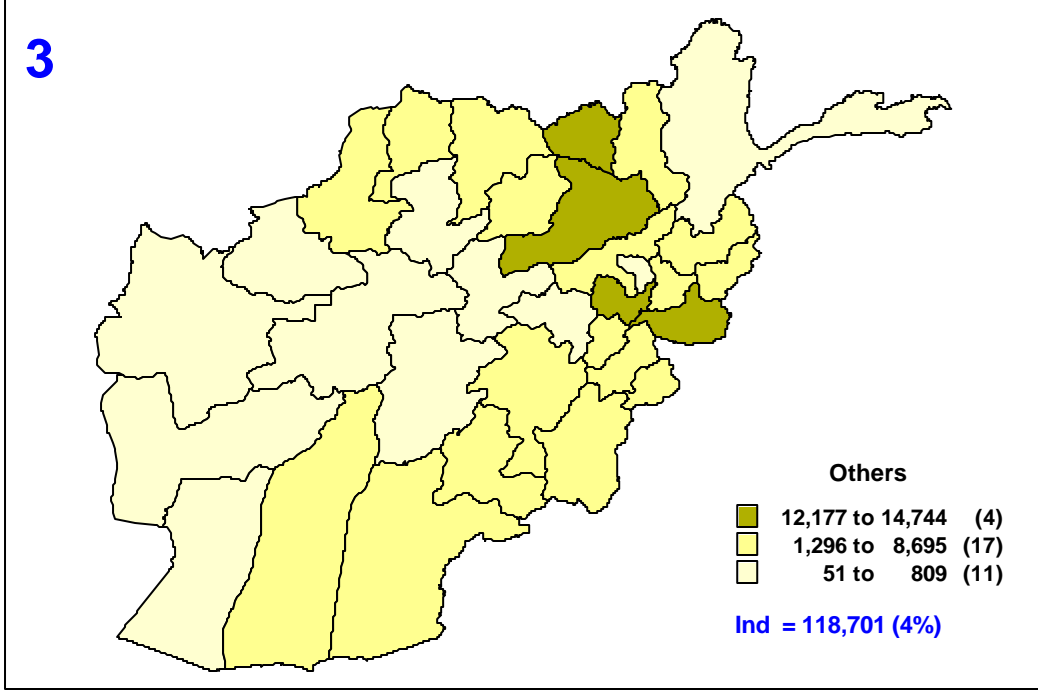 3
Others
12,177 to 14,744 (4)
1,296 to 8,695 (17)
51 to 809 (11)
Ind = 118,701 (4%)